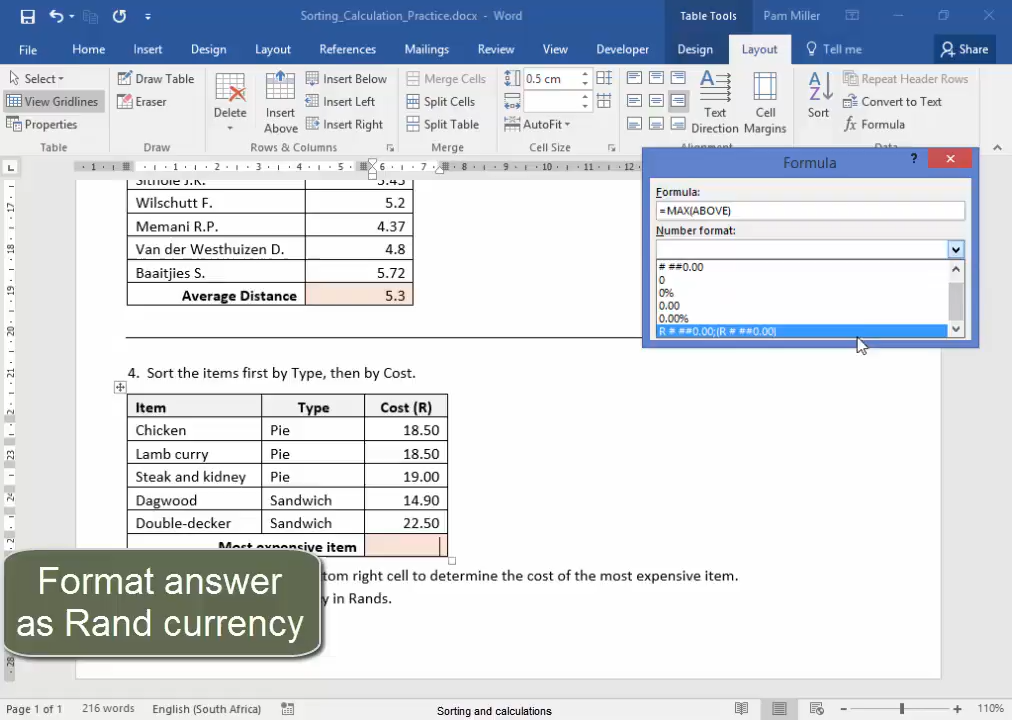 Sorting_Calculation_Practice.docx - Word
Table Tools
Pam Miller
File Home Insert Design Layout References Mailings Review View Developer Design Layout Tell me Share
Select
View Gridlines
Properties
Table
Draw Table
Eraser
Draw
Delete
Insert Above
Insert Below
Insert Left
Insert Right
Rows & Columns
Merge Cells
Split Cells
Split Table
Merge
0.5 cm
AutoFit
Cell Size
Text Direction
Cell Margins
Sort
Repeat Header Rows
Convert to Text
Formula
Formula
?
Formula:
=MAX(ABOVE)
Number format:
# ##0.00
0
0%
0.00
0.00%
R # ##0.00;(R # ##0.00)
Sithole J.R. 5.45
Wilschutt F. 5.2
Memani R.P. 4.37
Van der Westhuizen D. 4.8
Baaitjies S. 5.72
Average Distance 5.3
4. Sort the items first by Type, then by Cost.
Item Type Cost (R)
Chicken Pie 18.50
Lamb curry Pie 18.50
Steak and kidney Pie 19.00
Dagwood Sandwich 14.90
Double-decker Sandwich 22.50
Most expensive item
tom right cell to determine the cost of the most expensive item.
y in Rands.
Format answer
as Rand currency
Page 1 of 1 216 words English (South Africa) Sorting and calculations 110%